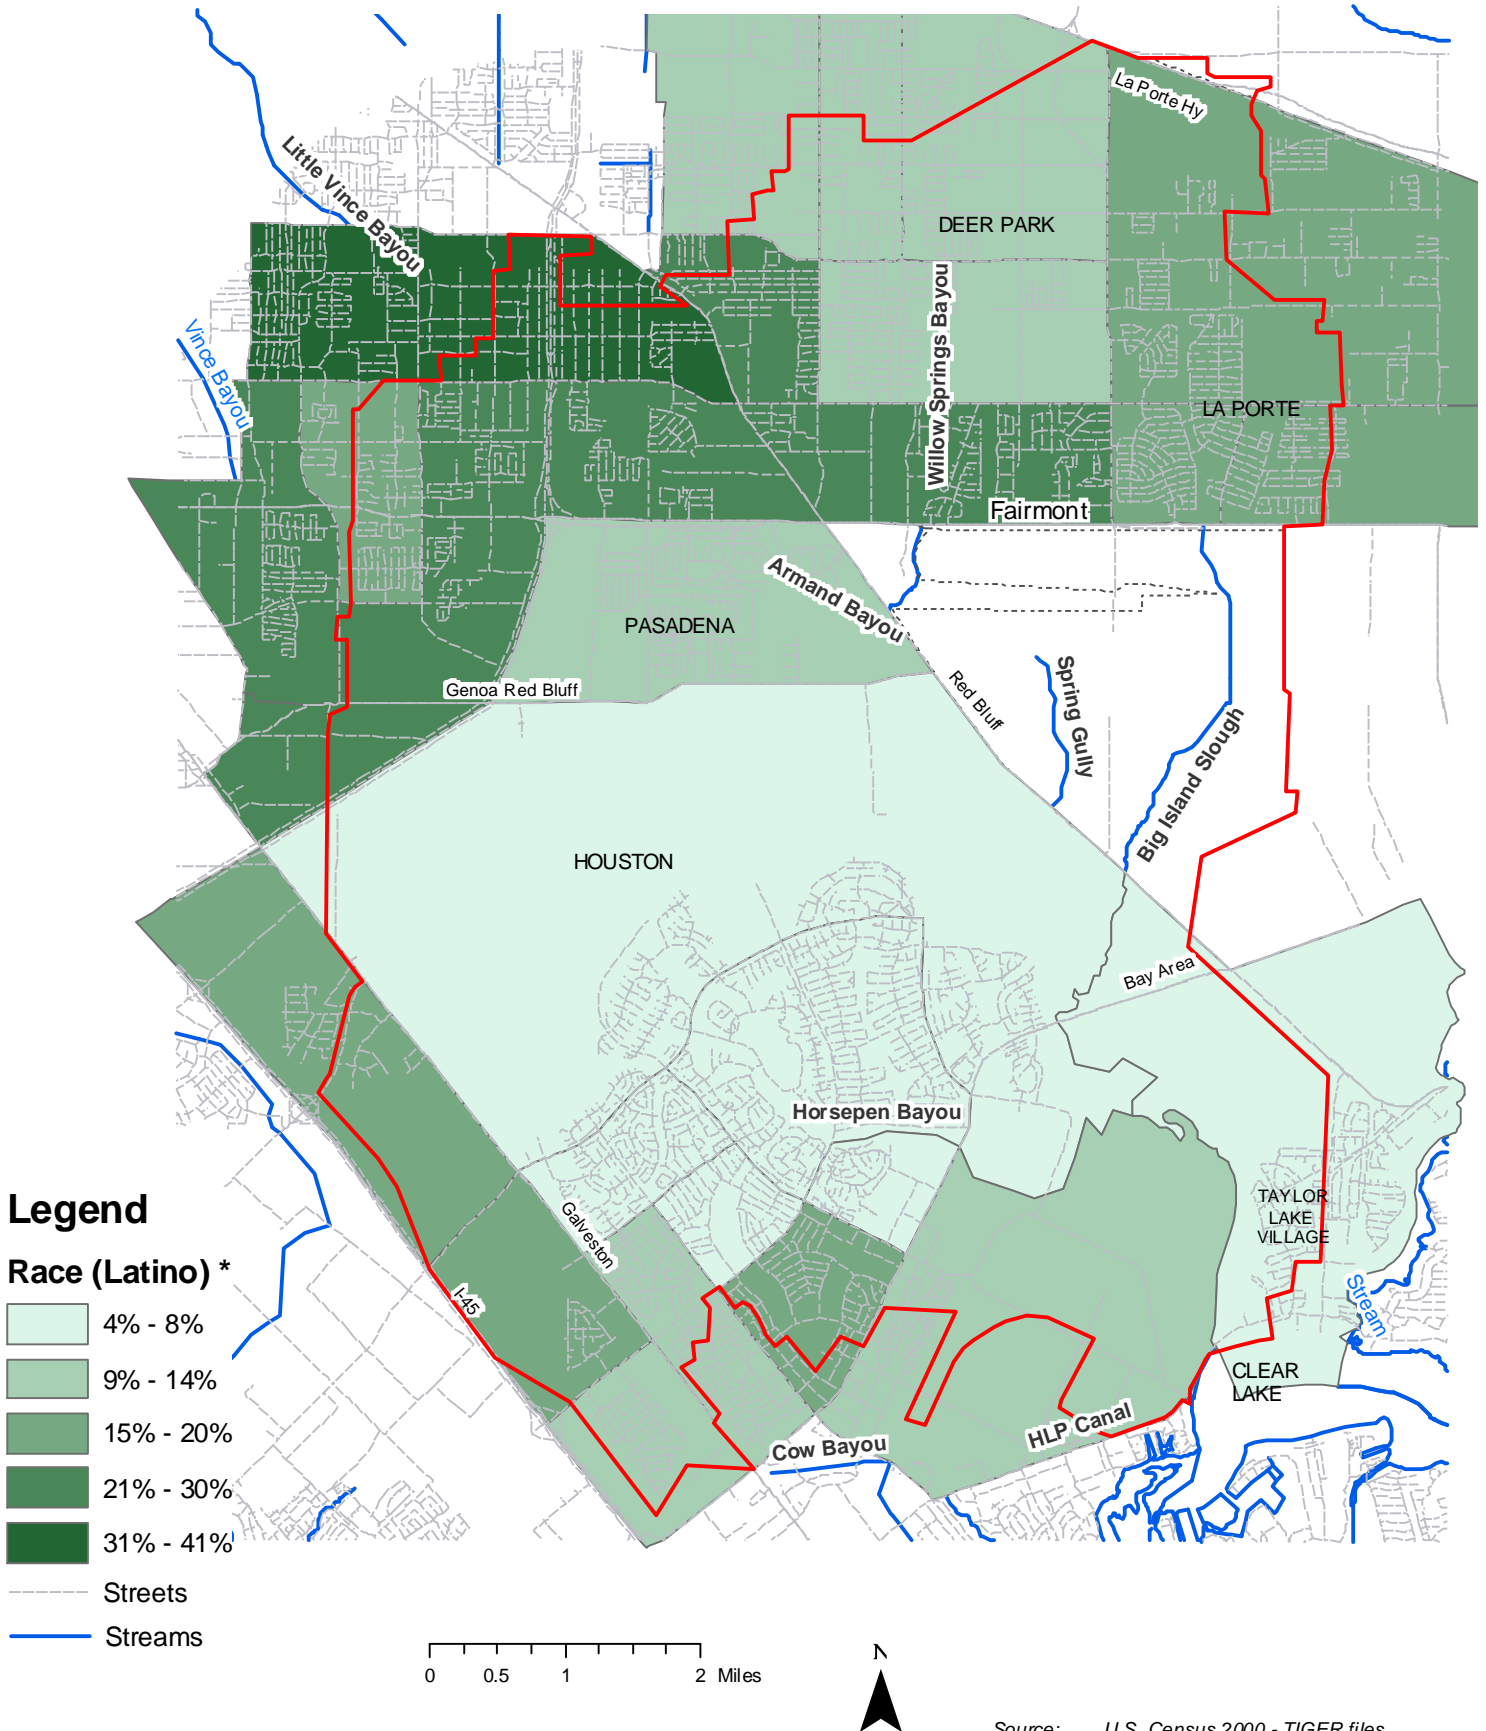 La Porte Hy
Little Vince Bayou
DEER PARK
Willow Springs Bayou
Vince Bayou
LA PORTE
Fairmont
Armand Bayou
PASADENA
Genoa Red Bluff
Red Bluff
Spring Gully
Big Island Slough
HOUSTON
Bay Area
Horsepen Bayou
TAYLOR
LAKE
VILLAGE
Galveston
I-45
Stream
CLEAR
LAKE
HLP Canal
Cow Bayou
Legend
Race (Latino) *
4% - 8%
9% - 14%
15% - 20%
21% - 30%
31% - 41%
Streets
Streams
0 0.5 1 2 Miles
N
Source: U.S. Census 2000 - TIGER files